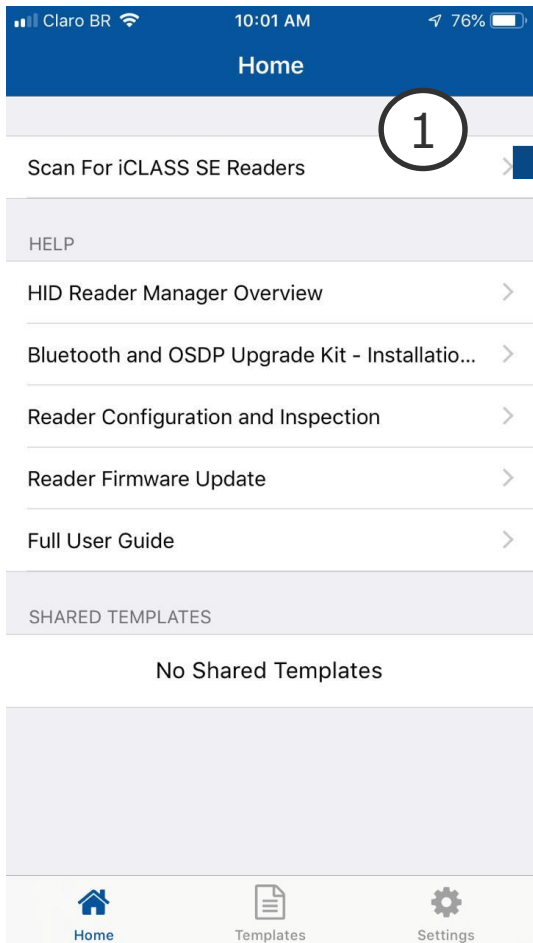 Claro BR 10:01 AM 76%
Home
1
Scan For iCLASS SE Readers
HELP
HID Reader Manager Overview
Bluetooth and OSDP Upgrade Kit - Installatio...
Reader Configuration and Inspection
Reader Firmware Update
Full User Guide
SHARED TEMPLATES
No Shared Templates
Home Templates Settings